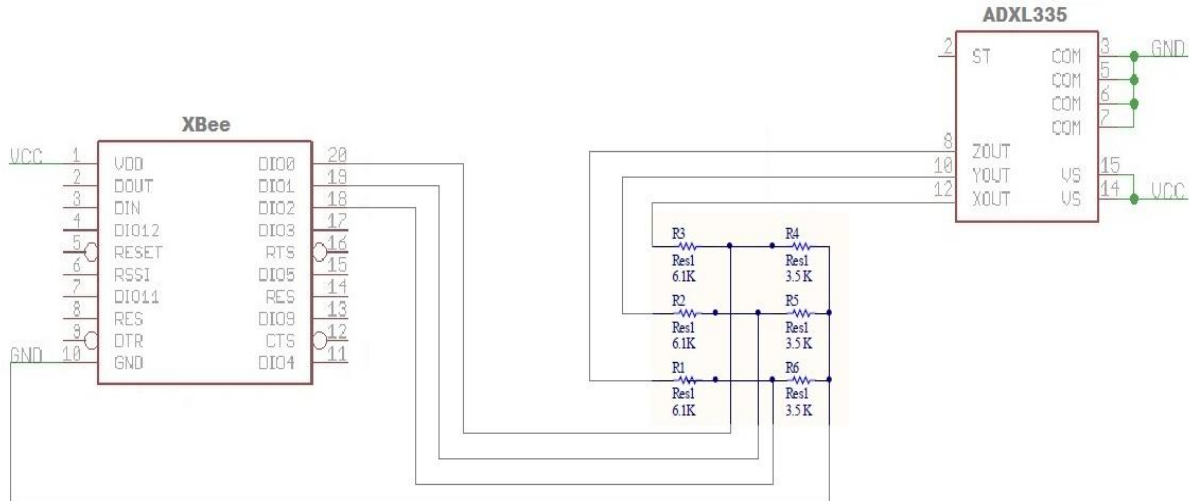 ADXL335
2 ST COM 3 GND
COM 5
COM 6
COM 7
8 ZOUT
10 YOUT VS 15
12 XOUT VS 14 VCC
XBee
VCC 1 VDD DIO0 20
2 DOUT DIO1 19
3 DIN DIO2 18
4 DIO12 DIO3 17
5 RESET RTS 16
6 RSSI DIO5 15
7 DIO11 RES 14
8 RES DIO9 13
9 DTR CTS 12
GND 10 GND DIO4 11
R3 R4
Res1 Res1
6.1K 3.5K
R2 R5
Res1 Res1
6.1K 3.5K
R1 R6
Res1 Res1
6.1K 3.5K